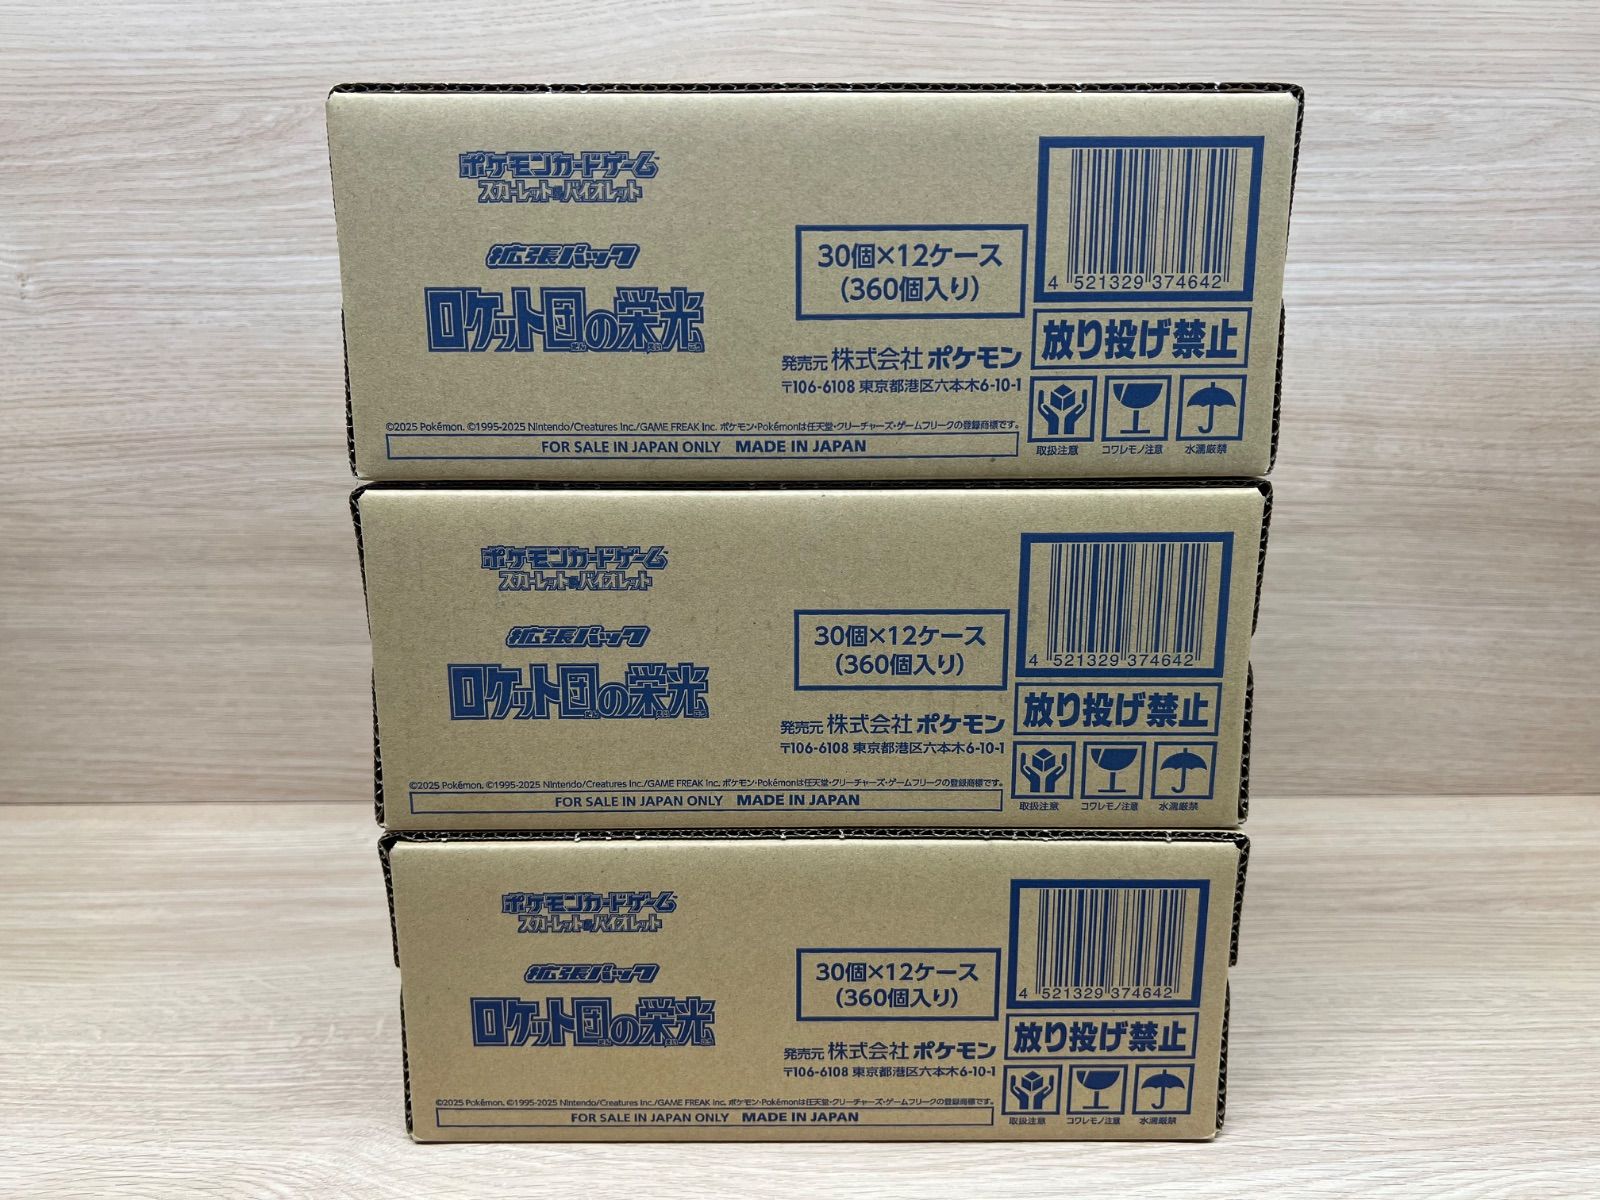 ポケモンカードゲーム
スカーレット&バイオレット
拡張パック
ロケット団の栄光
だん えい こう
30個×12ケース
(360個入り)
発売元 株式会社 ポケモン
〒106-6108 東京都港区六本木6-10-1
©2025 Pokémon. ©1995-2025 Nintendo/Creatures Inc./GAME FREAK inc. ポケモン・Pokémonは任天堂・クリーチャーズ・ゲームフリークの登録商標です。
FOR SALE IN JAPAN ONLY MADE IN JAPAN
4 521329 374642
放り投げ禁止
取扱注意 コワレモノ注意 水濡厳禁
ポケモンカードゲーム
スカーレット&バイオレット
拡張パック
ロケット団の栄光
だん えい こう
30個×12ケース
(360個入り)
発売元 株式会社 ポケモン
〒106-6108 東京都港区六本木6-10-1
©2025 Pokémon. ©1995-2025 Nintendo/Creatures Inc./GAME FREAK inc. ポケモン・Pokémonは任天堂・クリーチャーズ・ゲームフリークの登録商標です。
FOR SALE IN JAPAN ONLY MADE IN JAPAN
4 521329 374642
放り投げ禁止
取扱注意 コワレモノ注意 水濡厳禁
ポケモンカードゲーム
スカーレット&バイオレット
拡張パック
ロケット団の栄光
だん えい こう
30個×12ケース
(360個入り)
発売元 株式会社 ポケモン
〒106-6108 東京都港区六本木6-10-1
©2025 Pokémon. ©1995-2025 Nintendo/Creatures Inc./GAME FREAK inc. ポケモン・Pokémonは任天堂・クリーチャーズ・ゲームフリークの登録商標です。
FOR SALE IN JAPAN ONLY MADE IN JAPAN
4 521329 374642
放り投げ禁止
取扱注意 コワレモノ注意 水濡厳禁